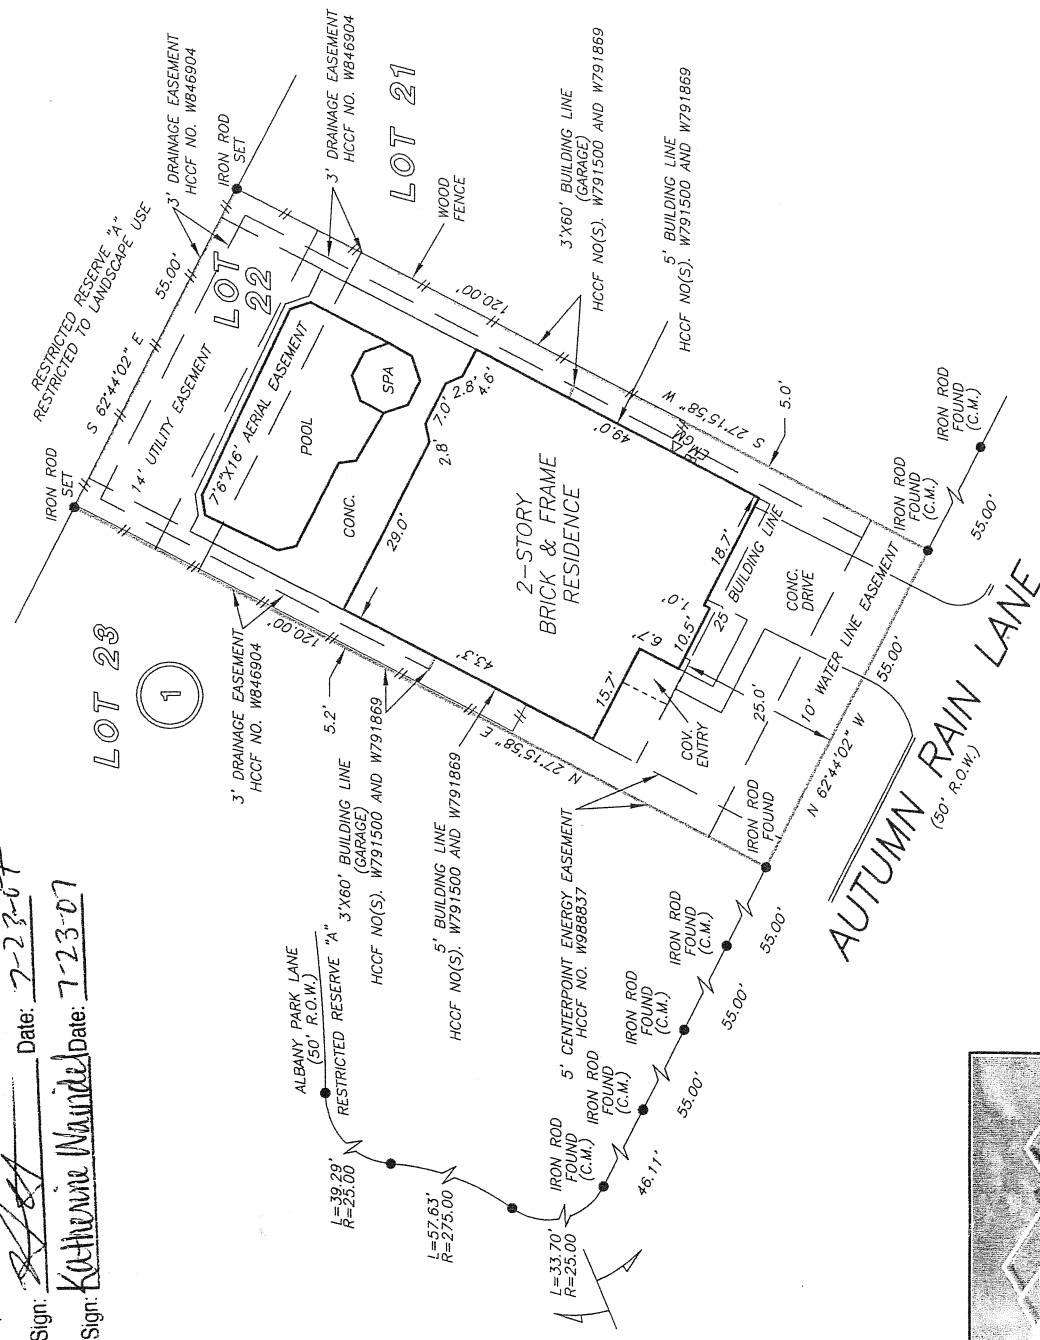 Sign:
Date: 7-23-07
Sign: Katherine
Date: 7-23-07
3' DRAINAGE EASEMENT
HCCF NO. W846904
3' DRAINAGE EASEMENT
HCCF NO. W846904
IRON ROD
SET
RESTRICTED RESERVE "A"
RESTRICTED TO LANDSCAPE USE
55.00'
S 62°44'02" E
IRON ROD
SET
LOT 21
LOT
22
14' UTILITY EASEMENT
7'6"X16' AERIAL EASEMENT
POOL
SPA
CONC.
WOOD
FENCE
120.00'
3'X60' BUILDING LINE
(GARAGE)
HCCF NO(S). W791500 AND W791869
5' BUILDING LINE
HCCF NO(S). W791500 AND W791869
29.0'
2.8'
7.0'
2.8'
4.6'
49.0'
EM
GM
S 27°15'58" W
5.0'
2-STORY
BRICK & FRAME
RESIDENCE
LOT 23
1
3' DRAINAGE EASEMENT
HCCF NO. W846904
120.00'
5.2'
43.3'
3'X60' BUILDING LINE
(GARAGE)
HCCF NO(S). W791500 AND W791869
5' BUILDING LINE
HCCF NO(S). W791500 AND W791869
N 27°15'58" E
15.7'
6.7'
10.5'
1.0'
18.7'
25' BUILDING LINE
CONC.
DRIVE
COV.
ENTRY
25.0'
10' WATER LINE EASEMENT
5' CENTERPOINT ENERGY EASEMENT
HCCF NO. W988837
N 62°44'02" W
55.00'
IRON ROD
FOUND
IRON ROD
FOUND
(C.M.)
55.00'
IRON ROD
FOUND
(C.M.)
AUTUMN RAIN LANE
(50' R.O.W.)
ALBANY PARK LANE
(50' R.O.W.)
RESTRICTED RESERVE "A"
L=39.29'
R=25.00
L=57.63'
R=275.00
L=33.70'
R=25.00
IRON ROD
FOUND
(C.M.)
46.11'
IRON ROD
FOUND
(C.M.)
55.00'
IRON ROD
FOUND
(C.M.)
55.00'
IRON ROD
FOUND
(C.M.)
55.00'